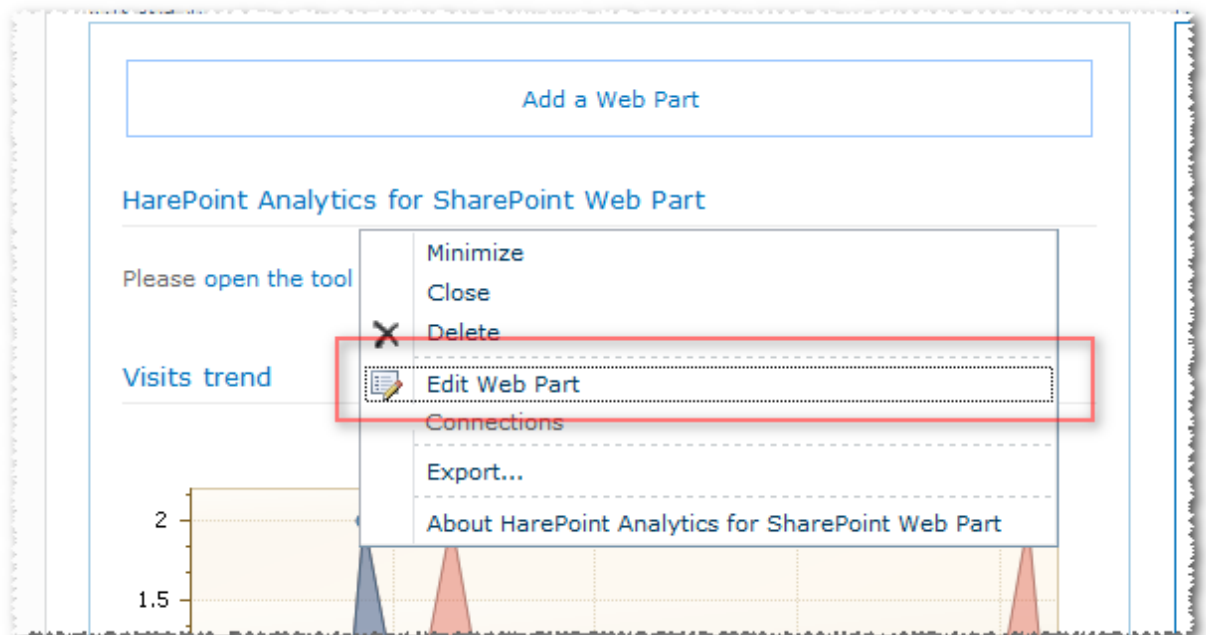 Add a Web Part
HarePoint Analytics for SharePoint Web Part
Minimize
Please open the tool
Close
Delete
Visits trend
Edit Web Part
Connections
Export...
2
About HarePoint Analytics for SharePoint Web Part
1.5